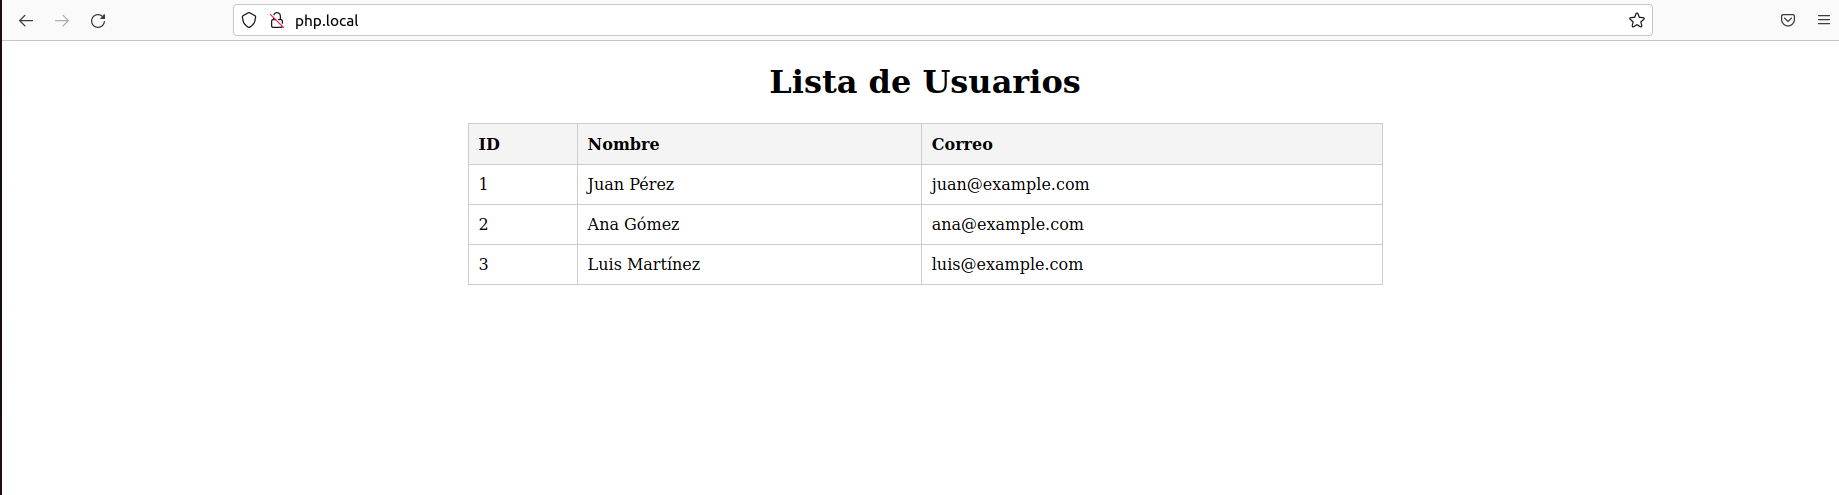 php.local
Lista de Usuarios
ID Nombre Correo
1 Juan Pérez juan@example.com
2 Ana Gómez ana@example.com
3 Luis Martínez luis@example.com